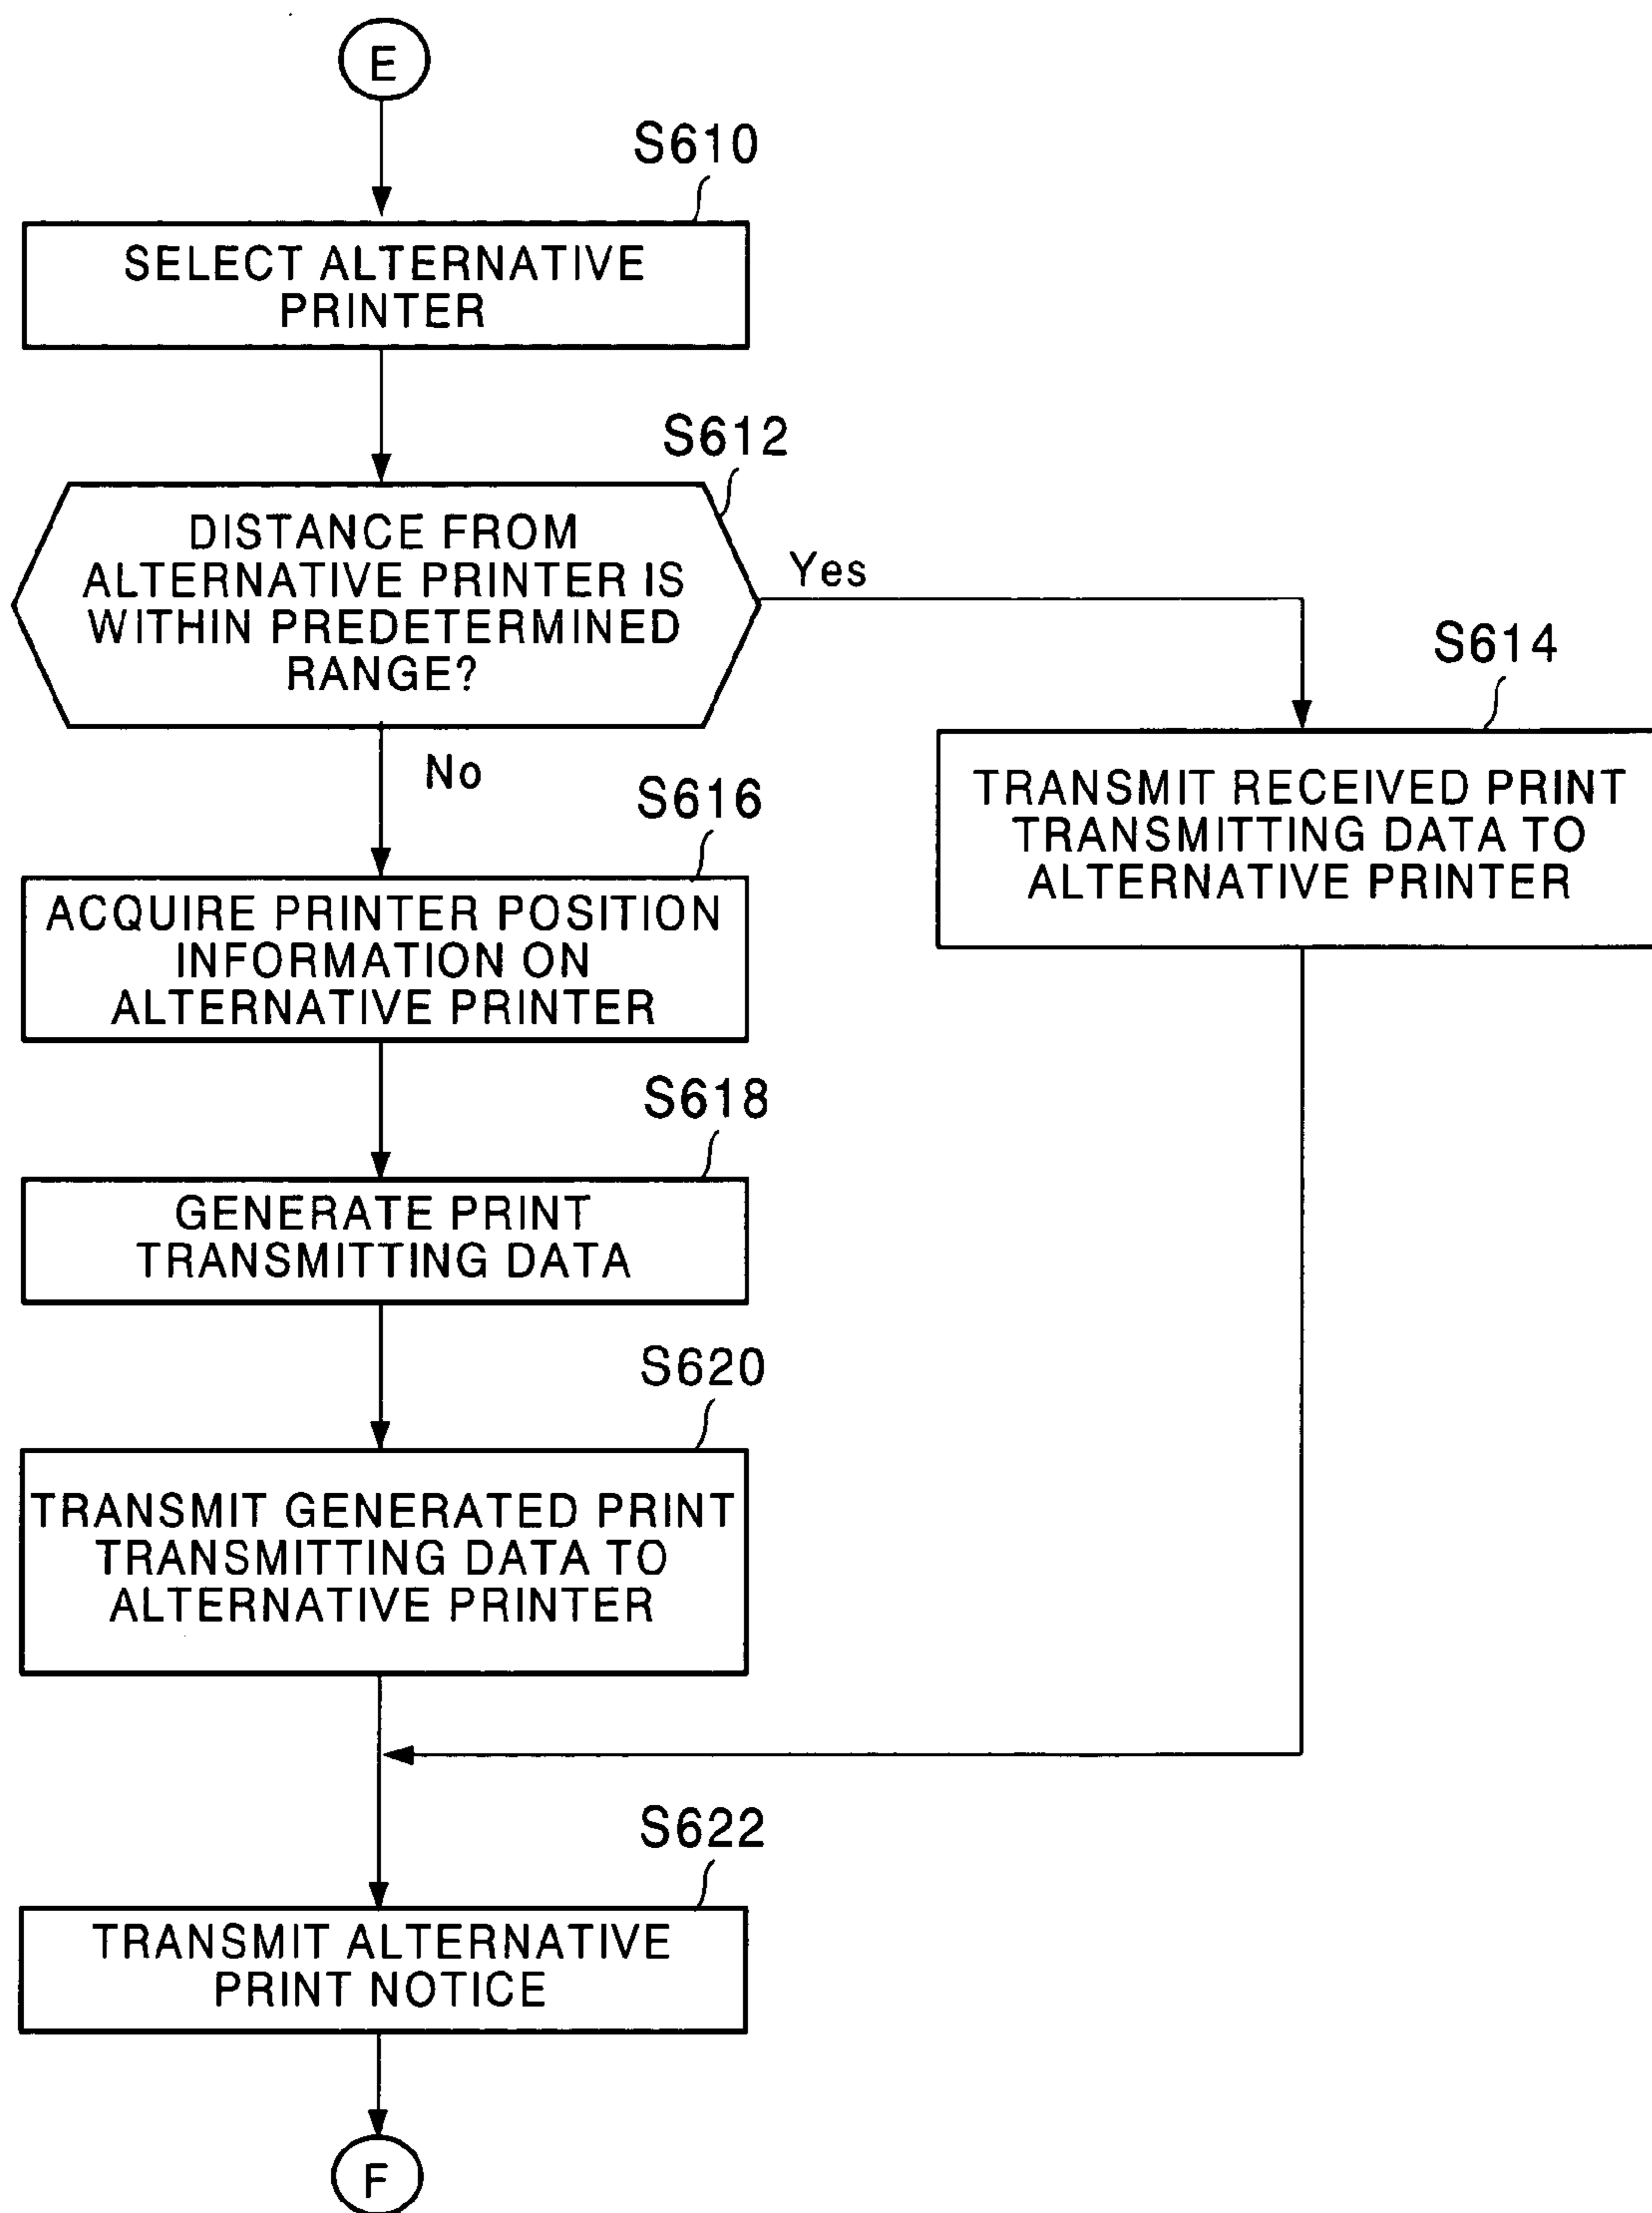 E
S610
SELECT ALTERNATIVE
PRINTER
S612
DISTANCE FROM
ALTERNATIVE PRINTER IS
WITHIN PREDETERMINED
RANGE?
Yes
S614
TRANSMIT RECEIVED PRINT
TRANSMITTING DATA TO
ALTERNATIVE PRINTER
No
S616
ACQUIRE PRINTER POSITION
INFORMATION ON
ALTERNATIVE PRINTER
S618
GENERATE PRINT
TRANSMITTING DATA
S620
TRANSMIT GENERATED PRINT
TRANSMITTING DATA TO
ALTERNATIVE PRINTER
S622
TRANSMIT ALTERNATIVE
PRINT NOTICE
F